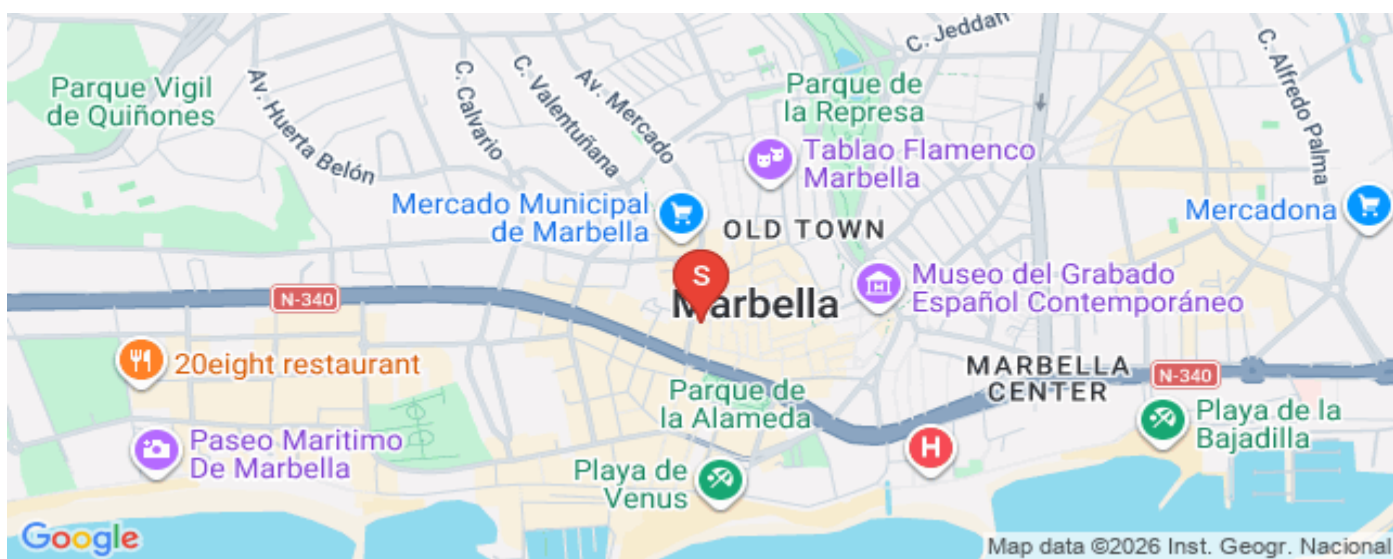 C. Jeddah
C. Alfredo Palma
Parque Vigil
de Quiñones
Av. Huerta Belón
C. Calvario
C. Valentuñana
Av. Mercado
Parque de
la Represa
Tablao Flamenco
Marbella
Mercado Municipal
de Marbella
OLD TOWN
Mercadona
S
Marbella
Museo del Grabado
Español Contemporáneo
N-340
20eight restaurant
MARBELLA
CENTER
N-340
Parque de
la Alameda
Paseo Maritimo
De Marbella
Playa de la
Bajadilla
H
Playa de
Venus
Google
Map data ©2026 Inst. Geogr. Nacional